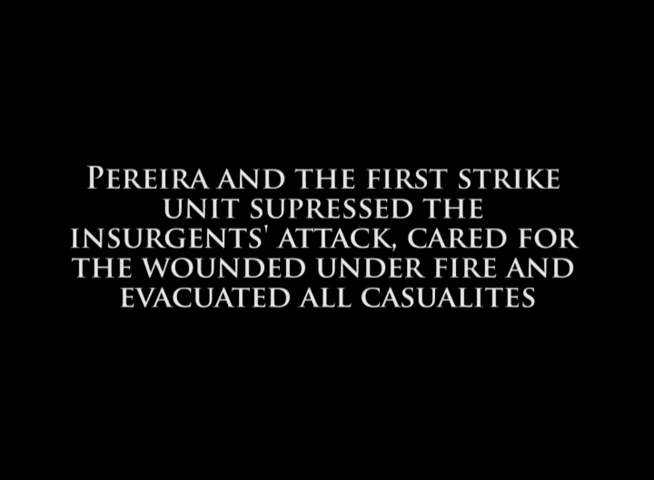 Pereira and the first strike
unit supressed the
insurgents' attack, cared for
the wounded under fire and
evacuated all casualites